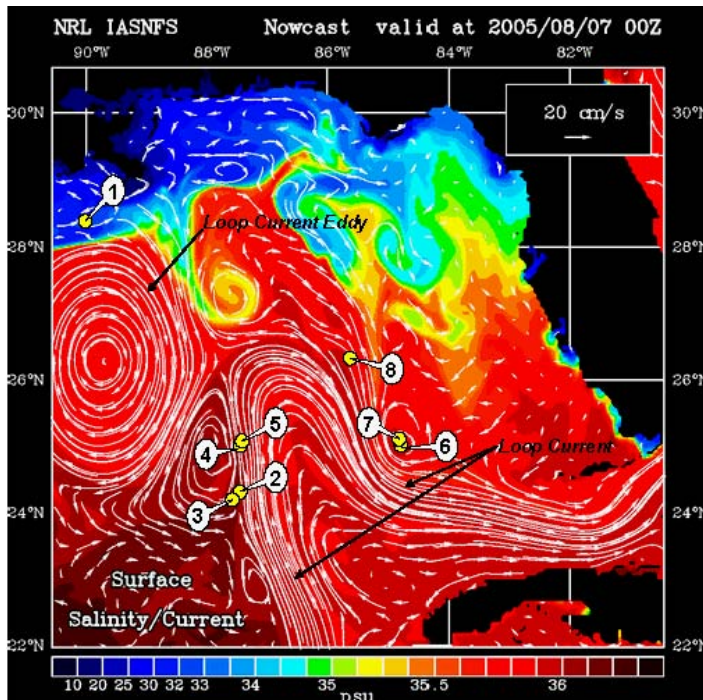 NRL IASNFS Nowcast valid at 2005/08/07 00Z
90°W 88°W 86°W 84°W 82°W
30°N 20 cm/s 30°N
1
Loop Current Eddy
28°N 28°N
8
26°N 26°N
5 7
4 6 Loop Current
2
3
24°N 24°N
Surface
Salinity/Current
22°N 22°N
10 20 25 30 32 33 34 35 35.5 36
psu